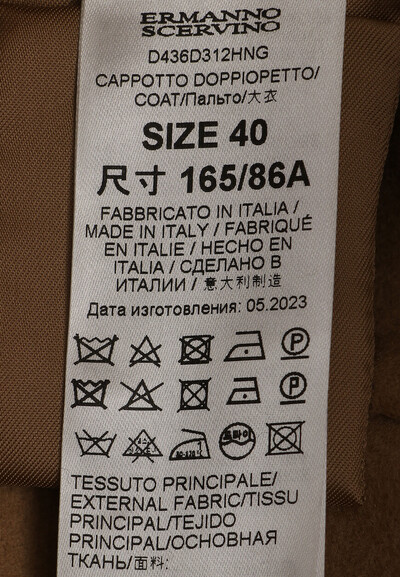 ERMANNO
SCERVINO
D436D312HNG
CAPPOTTO DOPPIOPETTO/
COAT/Пальто/大衣
SIZE 40
尺寸 165/86A
FABBRICATO IN ITALIA /
MADE IN ITALY / FABRIQUÉ
EN ITALIE / HECHO EN
ITALIA / СДЕЛАНО В
ИТАЛИИ / 意大利制造
Дата изготовления: 05.2023
P
P
TESSUTO PRINCIPALE/
EXTERNAL FABRIC/TISSU
PRINCIPAL/TEJIDO
PRINCIPAL/ОСНОВНАЯ
ТКАНЬ/面料: